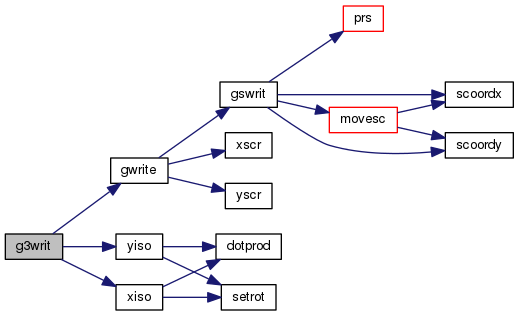 prs
gswrit
scoordx
movesc
scoordy
xscr
gwrite
yscr
g3writ
yiso
dotprod
xiso
setrot